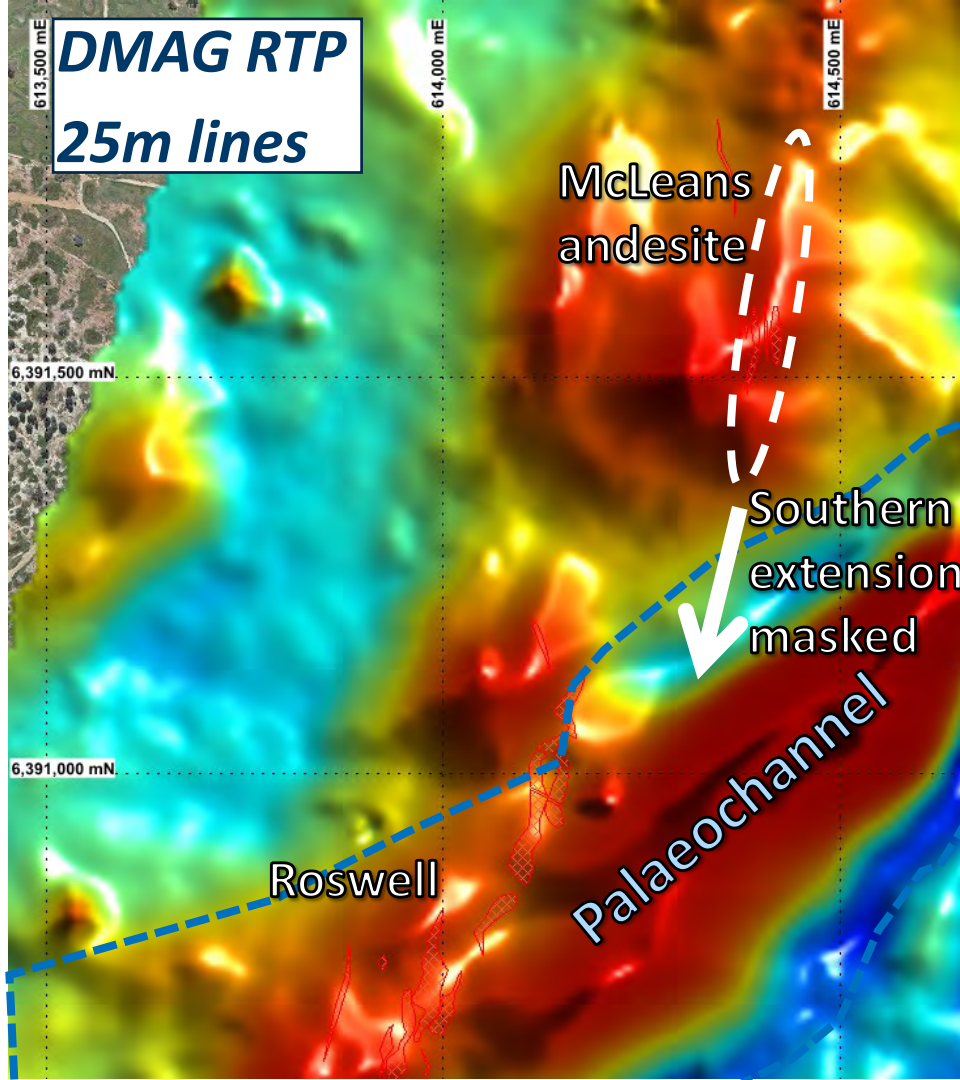 DMAG RTP
25m lines
613,500 mE
614,000 mE
614,500 mE
McLeans
andesite
6,391,500 mN
Southern
extension
masked
Palaeochannel
6,391,000 mN
Roswell